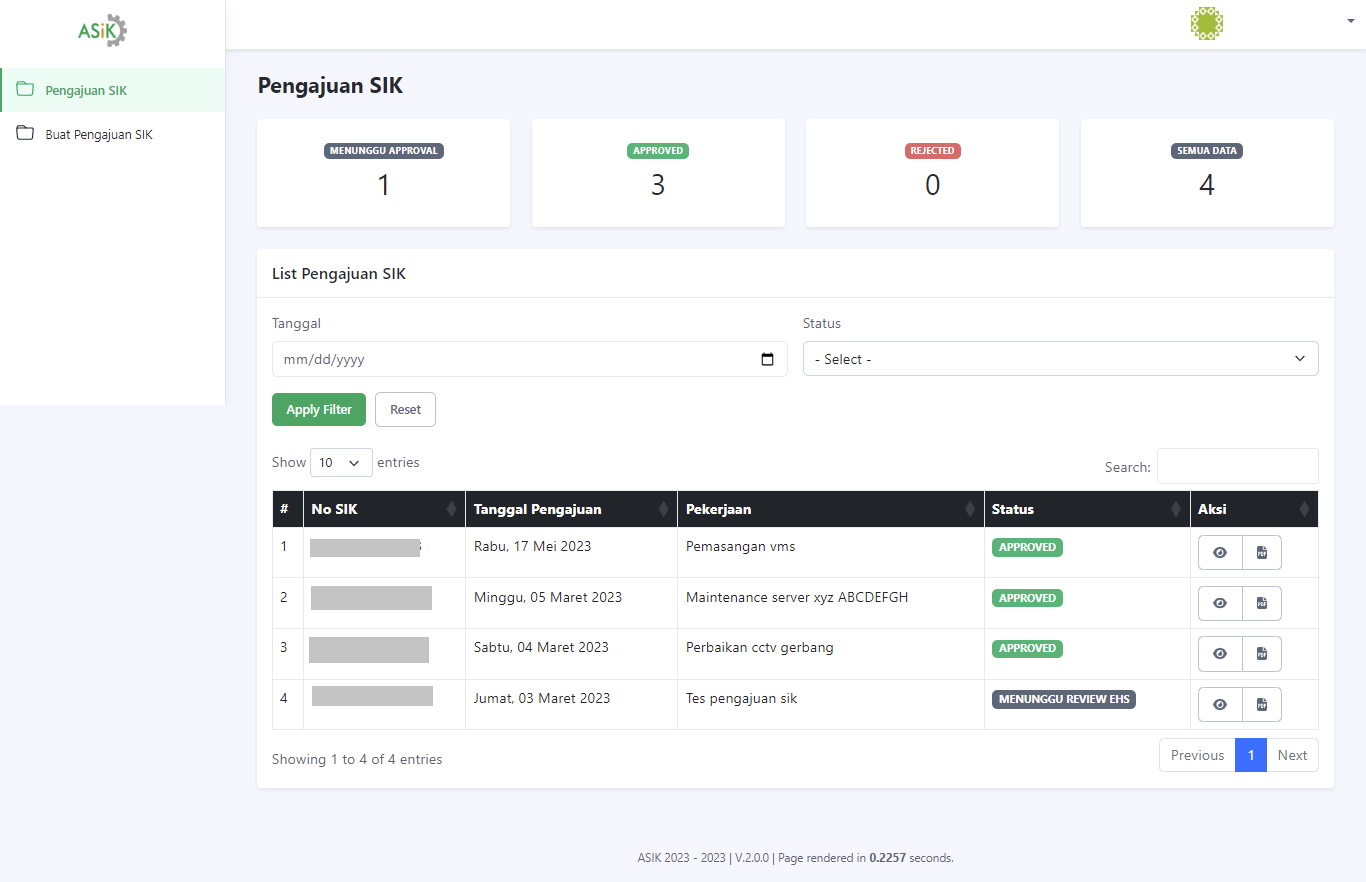 ASiK
Pengajuan SIK
Buat Pengajuan SIK
Pengajuan SIK
MENUNGGU APPROVAL
1
APPROVED
3
REJECTED
0
SEMUA DATA
4
List Pengajuan SIK
Tanggal
Status
mm/dd/yyyy
- Select -
Apply Filter
Reset
Show 10 entries
Search:
# No SIK Tanggal Pengajuan Pekerjaan Status Aksi
1 Rabu, 17 Mei 2023 Pemasangan vms APPROVED PDF
2 Minggu, 05 Maret 2023 Maintenance server xyz ABCDEFGH APPROVED PDF
3 Sabtu, 04 Maret 2023 Perbaikan cctv gerbang APPROVED PDF
4 Jumat, 03 Maret 2023 Tes pengajuan sik MENUNGGU REVIEW EHS PDF
Showing 1 to 4 of 4 entries
Previous 1 Next
ASIK 2023 - 2023 | V.2.0.0 | Page rendered in 0.2257 seconds.